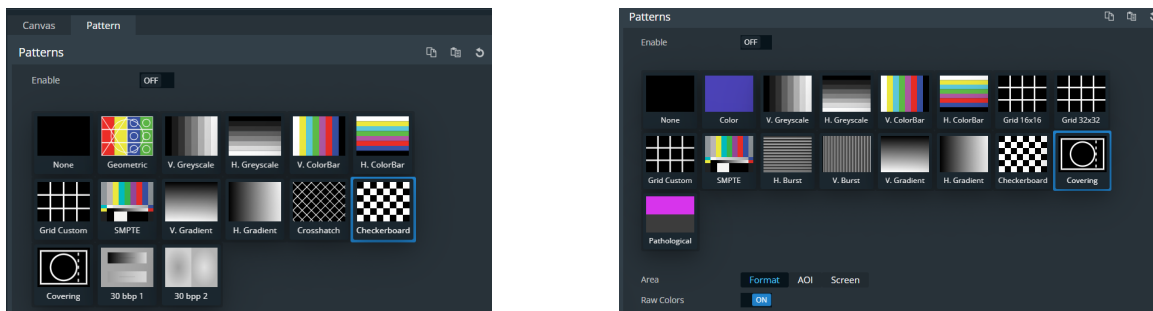 Canvas Pattern
Patterns
Enable OFF
None Geometric V. Greyscale H. Greyscale V. ColorBar H. ColorBar
Grid Custom SMPTE V. Gradient H. Gradient Crosshatch Checkerboard
Covering 30 bbp 1 30 bbp 2
Patterns
Enable OFF
None Color V. Greyscale H. Greyscale V. ColorBar H. ColorBar Grid 16x16 Grid 32x32
Grid Custom SMPTE H. Burst V. Burst V. Gradient H. Gradient Checkerboard Covering
Pathological
Area Format AOI Screen
Raw Colors ON